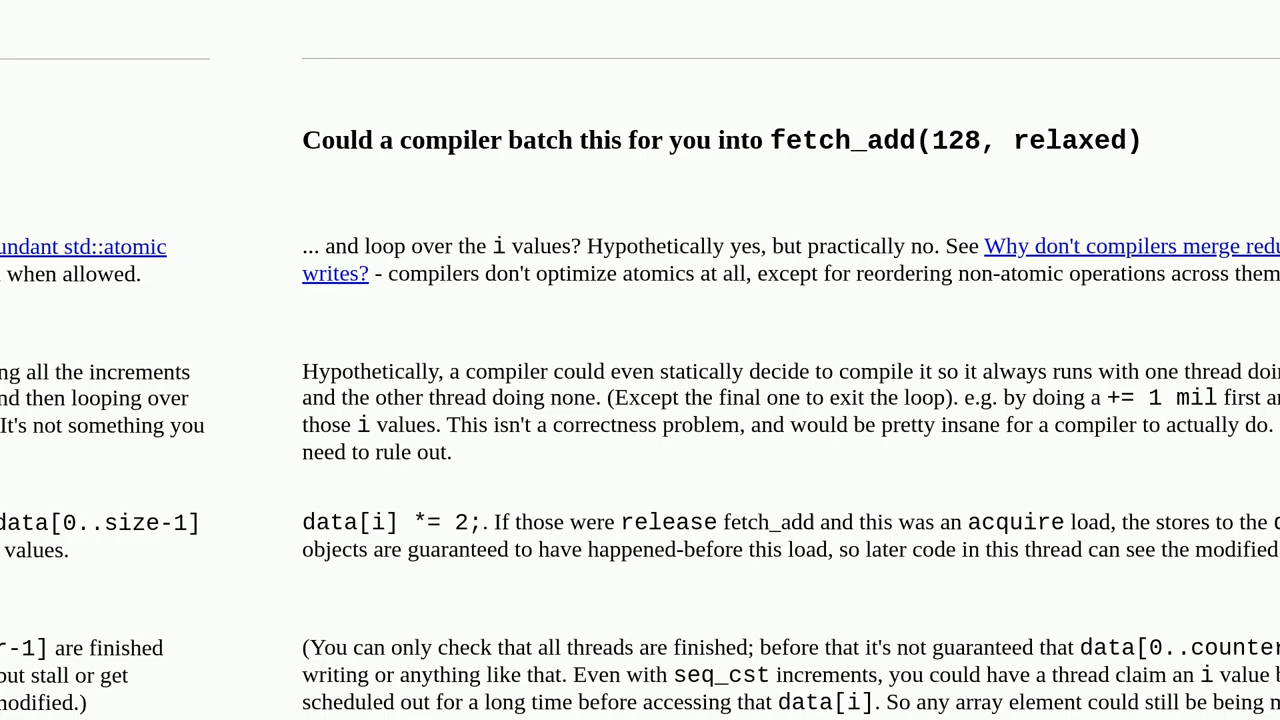 undant std::atomic
when allowed.
ng all the increments
nd then looping over
It's not something you
data[0..size-1]
values.
r-1] are finished
but stall or get
modified.)
Could a compiler batch this for you into fetch_add(128, relaxed)
... and loop over the i values? Hypothetically yes, but practically no. See Why don't compilers merge redu
writes? - compilers don't optimize atomics at all, except for reordering non-atomic operations across them
Hypothetically, a compiler could even statically decide to compile it so it always runs with one thread doi
and the other thread doing none. (Except the final one to exit the loop). e.g. by doing a += 1 mil first a
those i values. This isn't a correctness problem, and would be pretty insane for a compiler to actually do.
need to rule out.
data[i] *= 2;. If those were release fetch_add and this was an acquire load, the stores to the
objects are guaranteed to have happened-before this load, so later code in this thread can see the modified
(You can only check that all threads are finished; before that it's not guaranteed that data[0..counter
writing or anything like that. Even with seq_cst increments, you could have a thread claim an i value
scheduled out for a long time before accessing that data[i]. So any array element could still be being